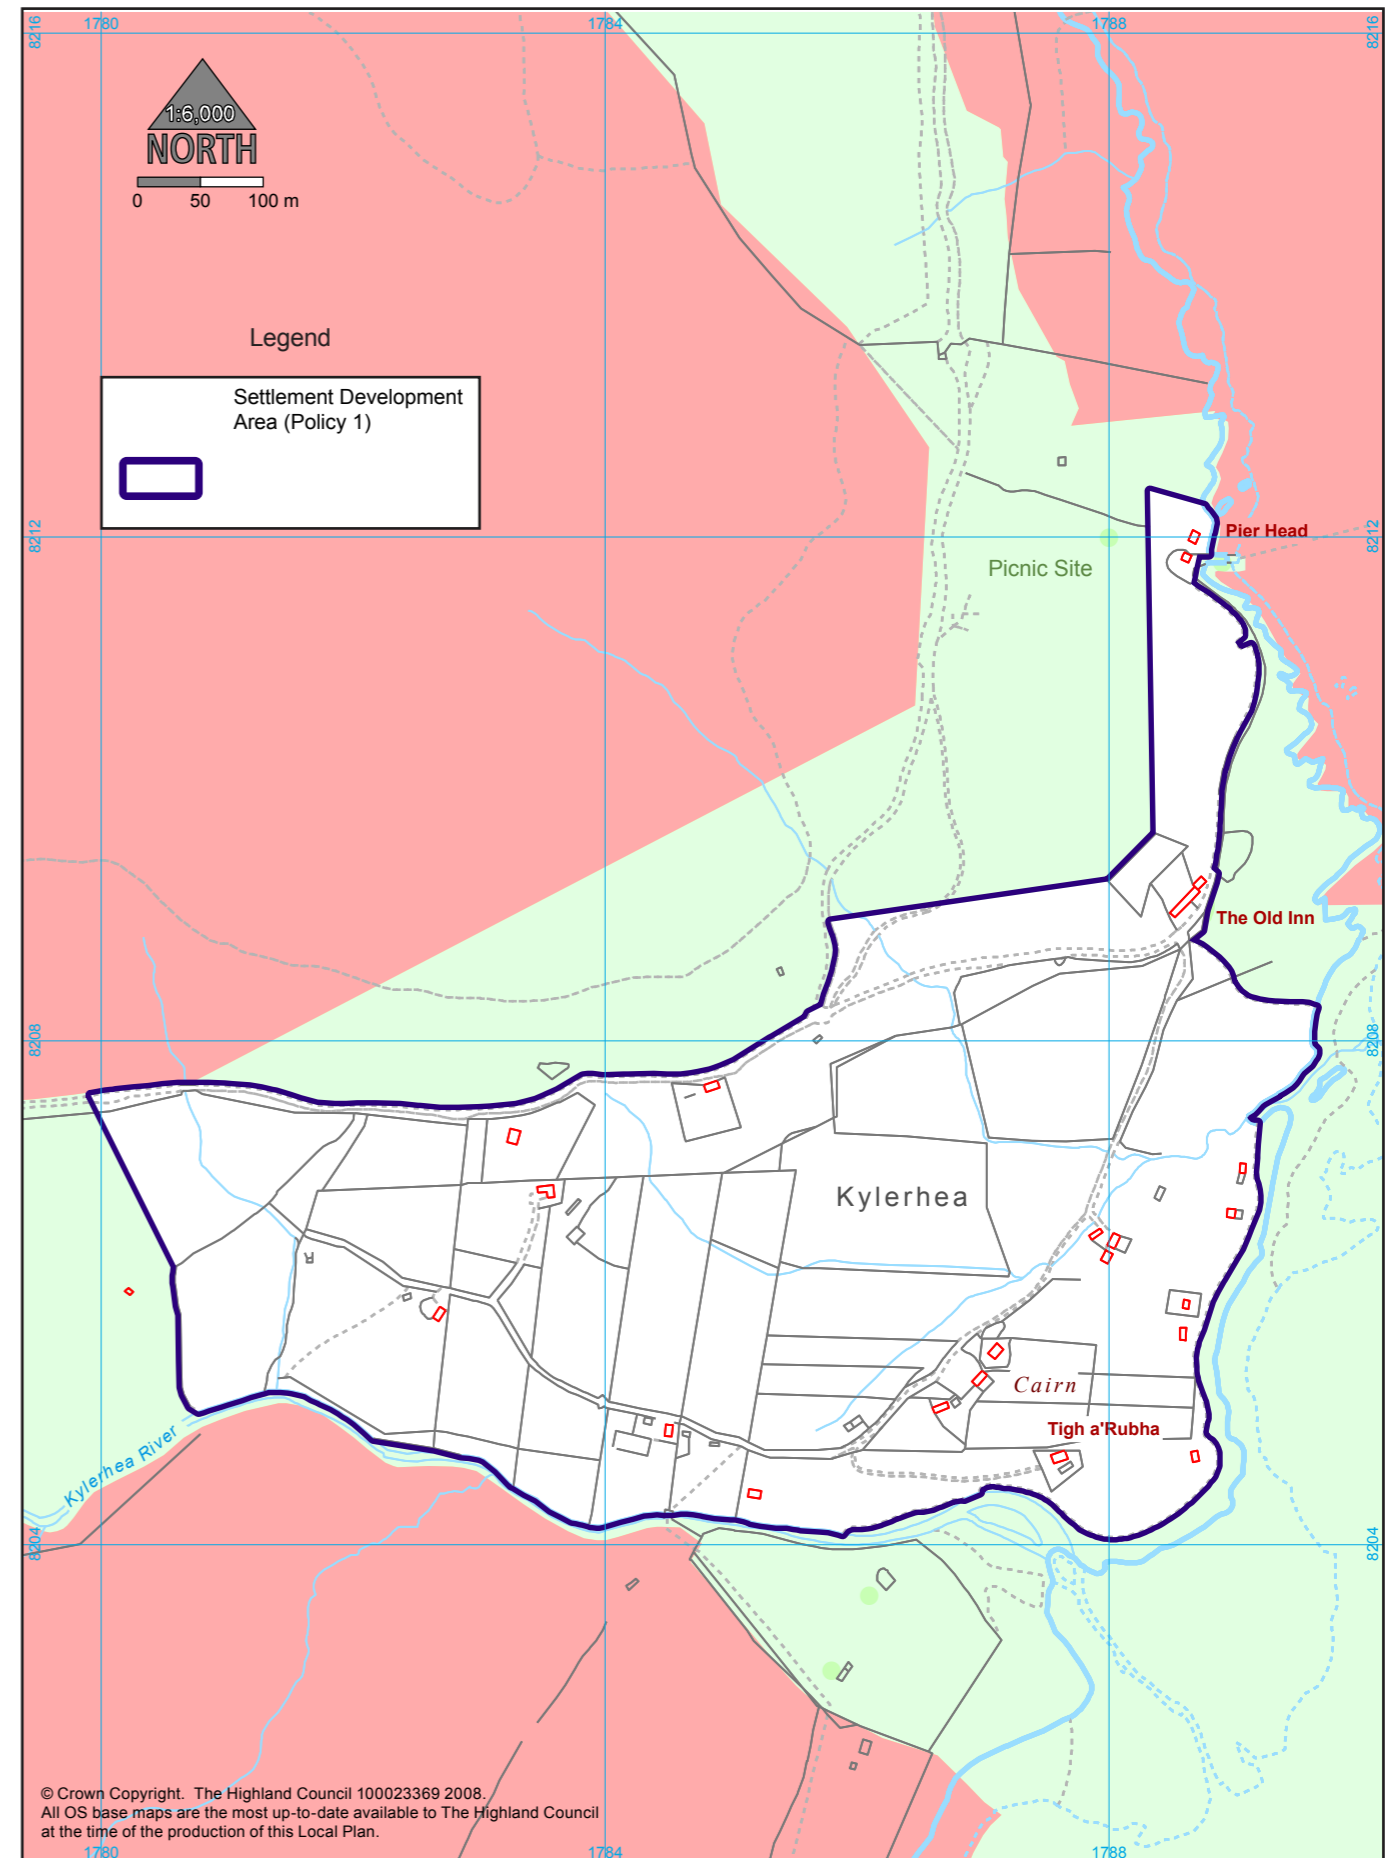 1780
1784
1788
8216
8216
1:6,000
NORTH
0 50 100 m
Legend
Settlement Development
Area (Policy 1)
8212
8212
Pier Head
Picnic Site
The Old Inn
8208
8208
Kylerhea
Cairn
Tigh a'Rubha
Kylerhea River
8204
8204
© Crown Copyright. The Highland Council 100023369 2008.
All OS base maps are the most up-to-date available to The Highland Council
at the time of the production of this Local Plan.
1780
1784
1788